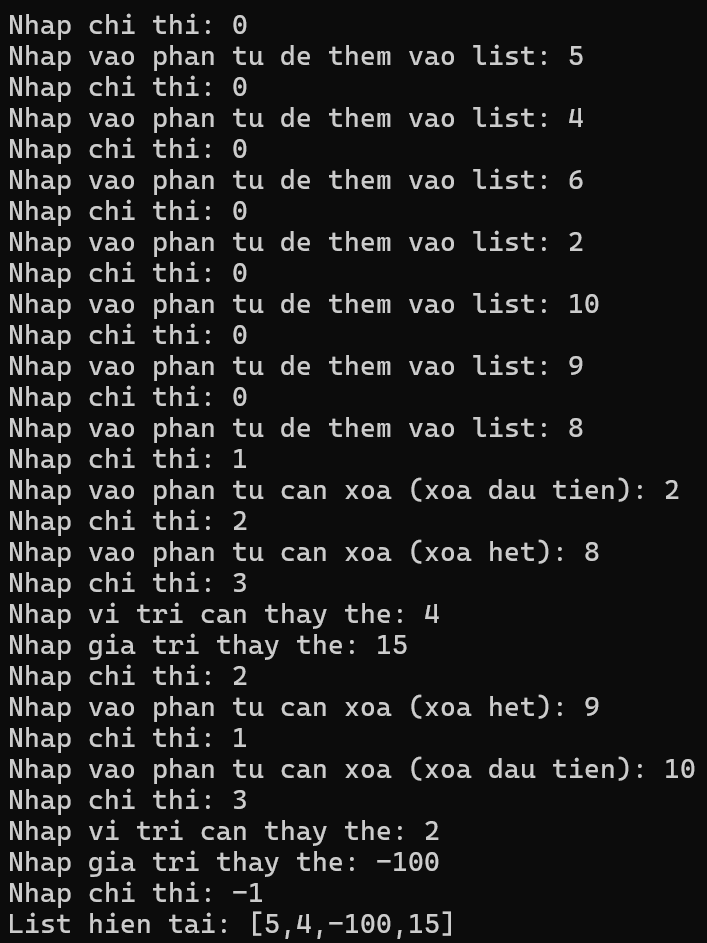 Nhap chi thi: 0
Nhap vao phan tu de them vao list: 5
Nhap chi thi: 0
Nhap vao phan tu de them vao list: 4
Nhap chi thi: 0
Nhap vao phan tu de them vao list: 6
Nhap chi thi: 0
Nhap vao phan tu de them vao list: 2
Nhap chi thi: 0
Nhap vao phan tu de them vao list: 10
Nhap chi thi: 0
Nhap vao phan tu de them vao list: 9
Nhap chi thi: 0
Nhap vao phan tu de them vao list: 8
Nhap chi thi: 1
Nhap vao phan tu can xoa (xoa dau tien): 2
Nhap chi thi: 2
Nhap vao phan tu can xoa (xoa het): 8
Nhap chi thi: 3
Nhap vi tri can thay the: 4
Nhap gia tri thay the: 15
Nhap chi thi: 2
Nhap vao phan tu can xoa (xoa het): 9
Nhap chi thi: 1
Nhap vao phan tu can xoa (xoa dau tien): 10
Nhap chi thi: 3
Nhap vi tri can thay the: 2
Nhap gia tri thay the: -100
Nhap chi thi: -1
List hien tai: [5,4,-100,15]